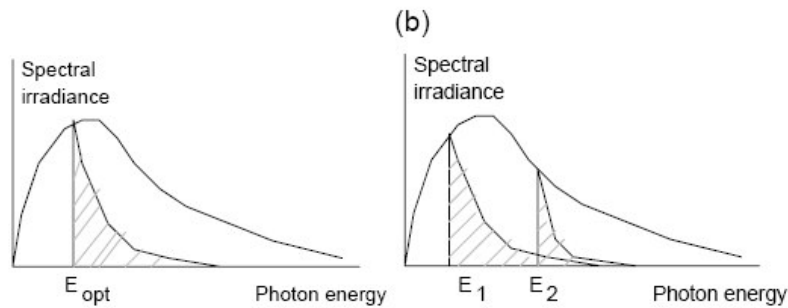 (b)
Spectral
irradiance
E opt
Photon energy
Spectral
irradiance
E 1
E 2
Photon energy